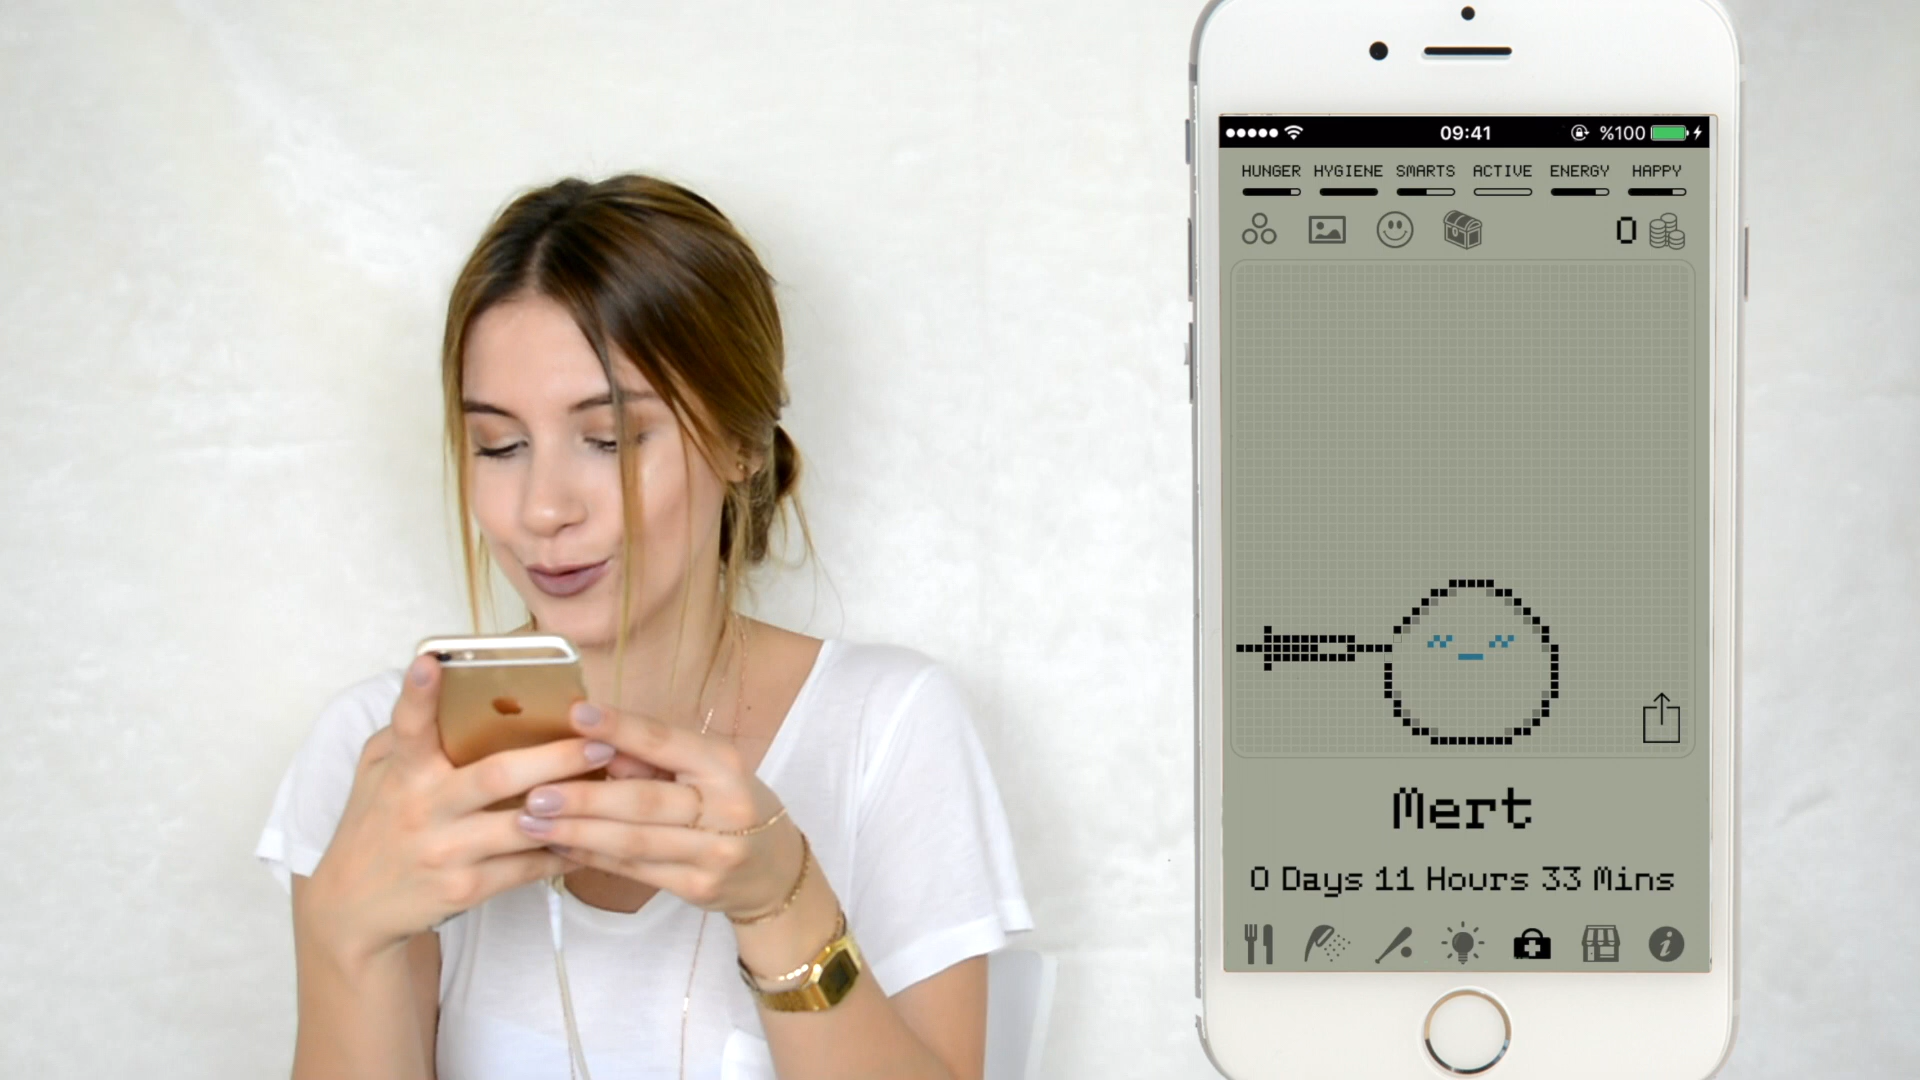 09:41 %100
HUNGER HYGIENE SMARTS ACTIVE ENERGY HAPPY
0
Mert
0 Days 11 Hours 33 Mins